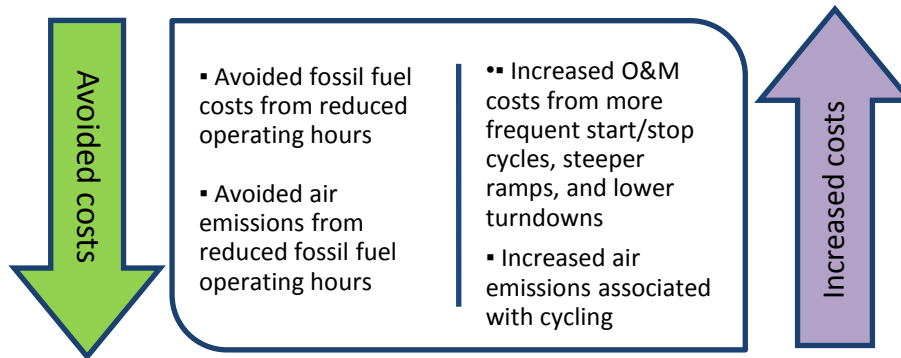 Avoided costs
▪ Avoided fossil fuel
costs from reduced
operating hours
▪ Avoided air
emissions from
reduced fossil fuel
operating hours
•▪ Increased O&M
costs from more
frequent start/stop
cycles, steeper
ramps, and lower
turndowns
▪ Increased air
emissions associated
with cycling
Increased costs